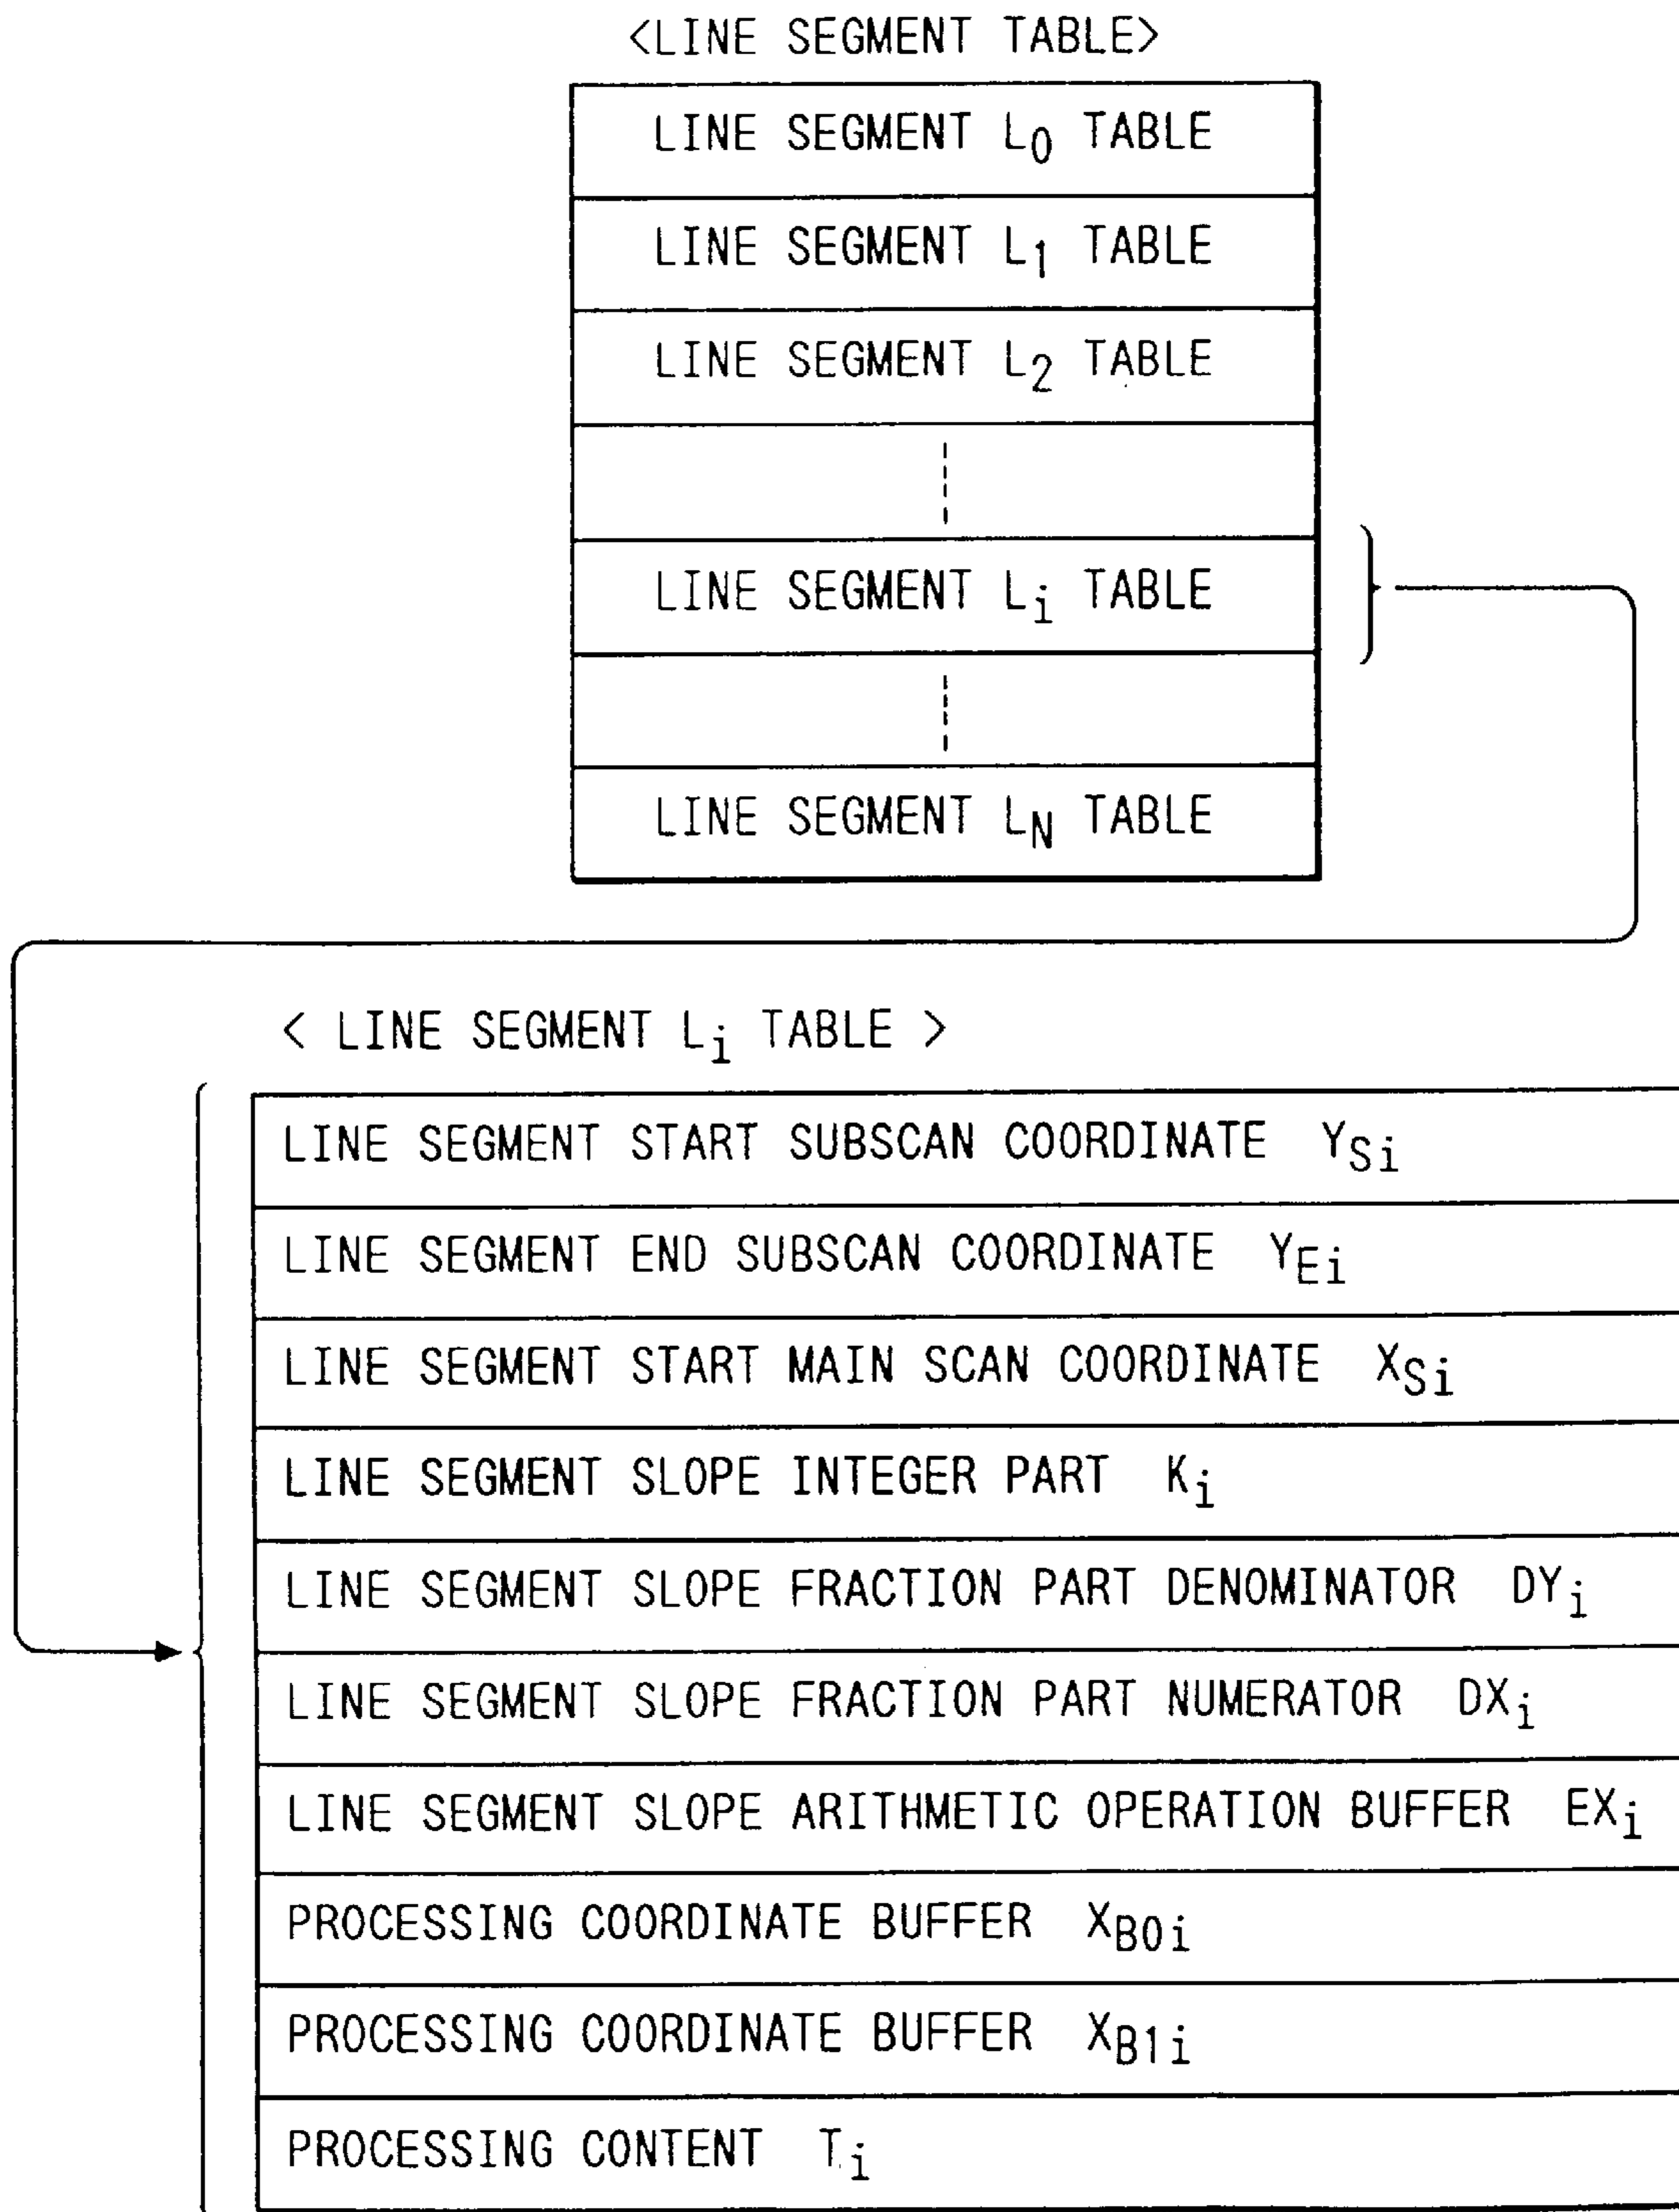 <LINE SEGMENT TABLE>
LINE SEGMENT L0 TABLE
LINE SEGMENT L1 TABLE
LINE SEGMENT L2 TABLE
LINE SEGMENT Li TABLE
LINE SEGMENT LN TABLE
< LINE SEGMENT Li TABLE >
LINE SEGMENT START SUBSCAN COORDINATE YSi
LINE SEGMENT END SUBSCAN COORDINATE YEi
LINE SEGMENT START MAIN SCAN COORDINATE XSi
LINE SEGMENT SLOPE INTEGER PART Ki
LINE SEGMENT SLOPE FRACTION PART DENOMINATOR DYi
LINE SEGMENT SLOPE FRACTION PART NUMERATOR DXi
LINE SEGMENT SLOPE ARITHMETIC OPERATION BUFFER EXi
PROCESSING COORDINATE BUFFER XB0i
PROCESSING COORDINATE BUFFER XB1i
PROCESSING CONTENT Ti